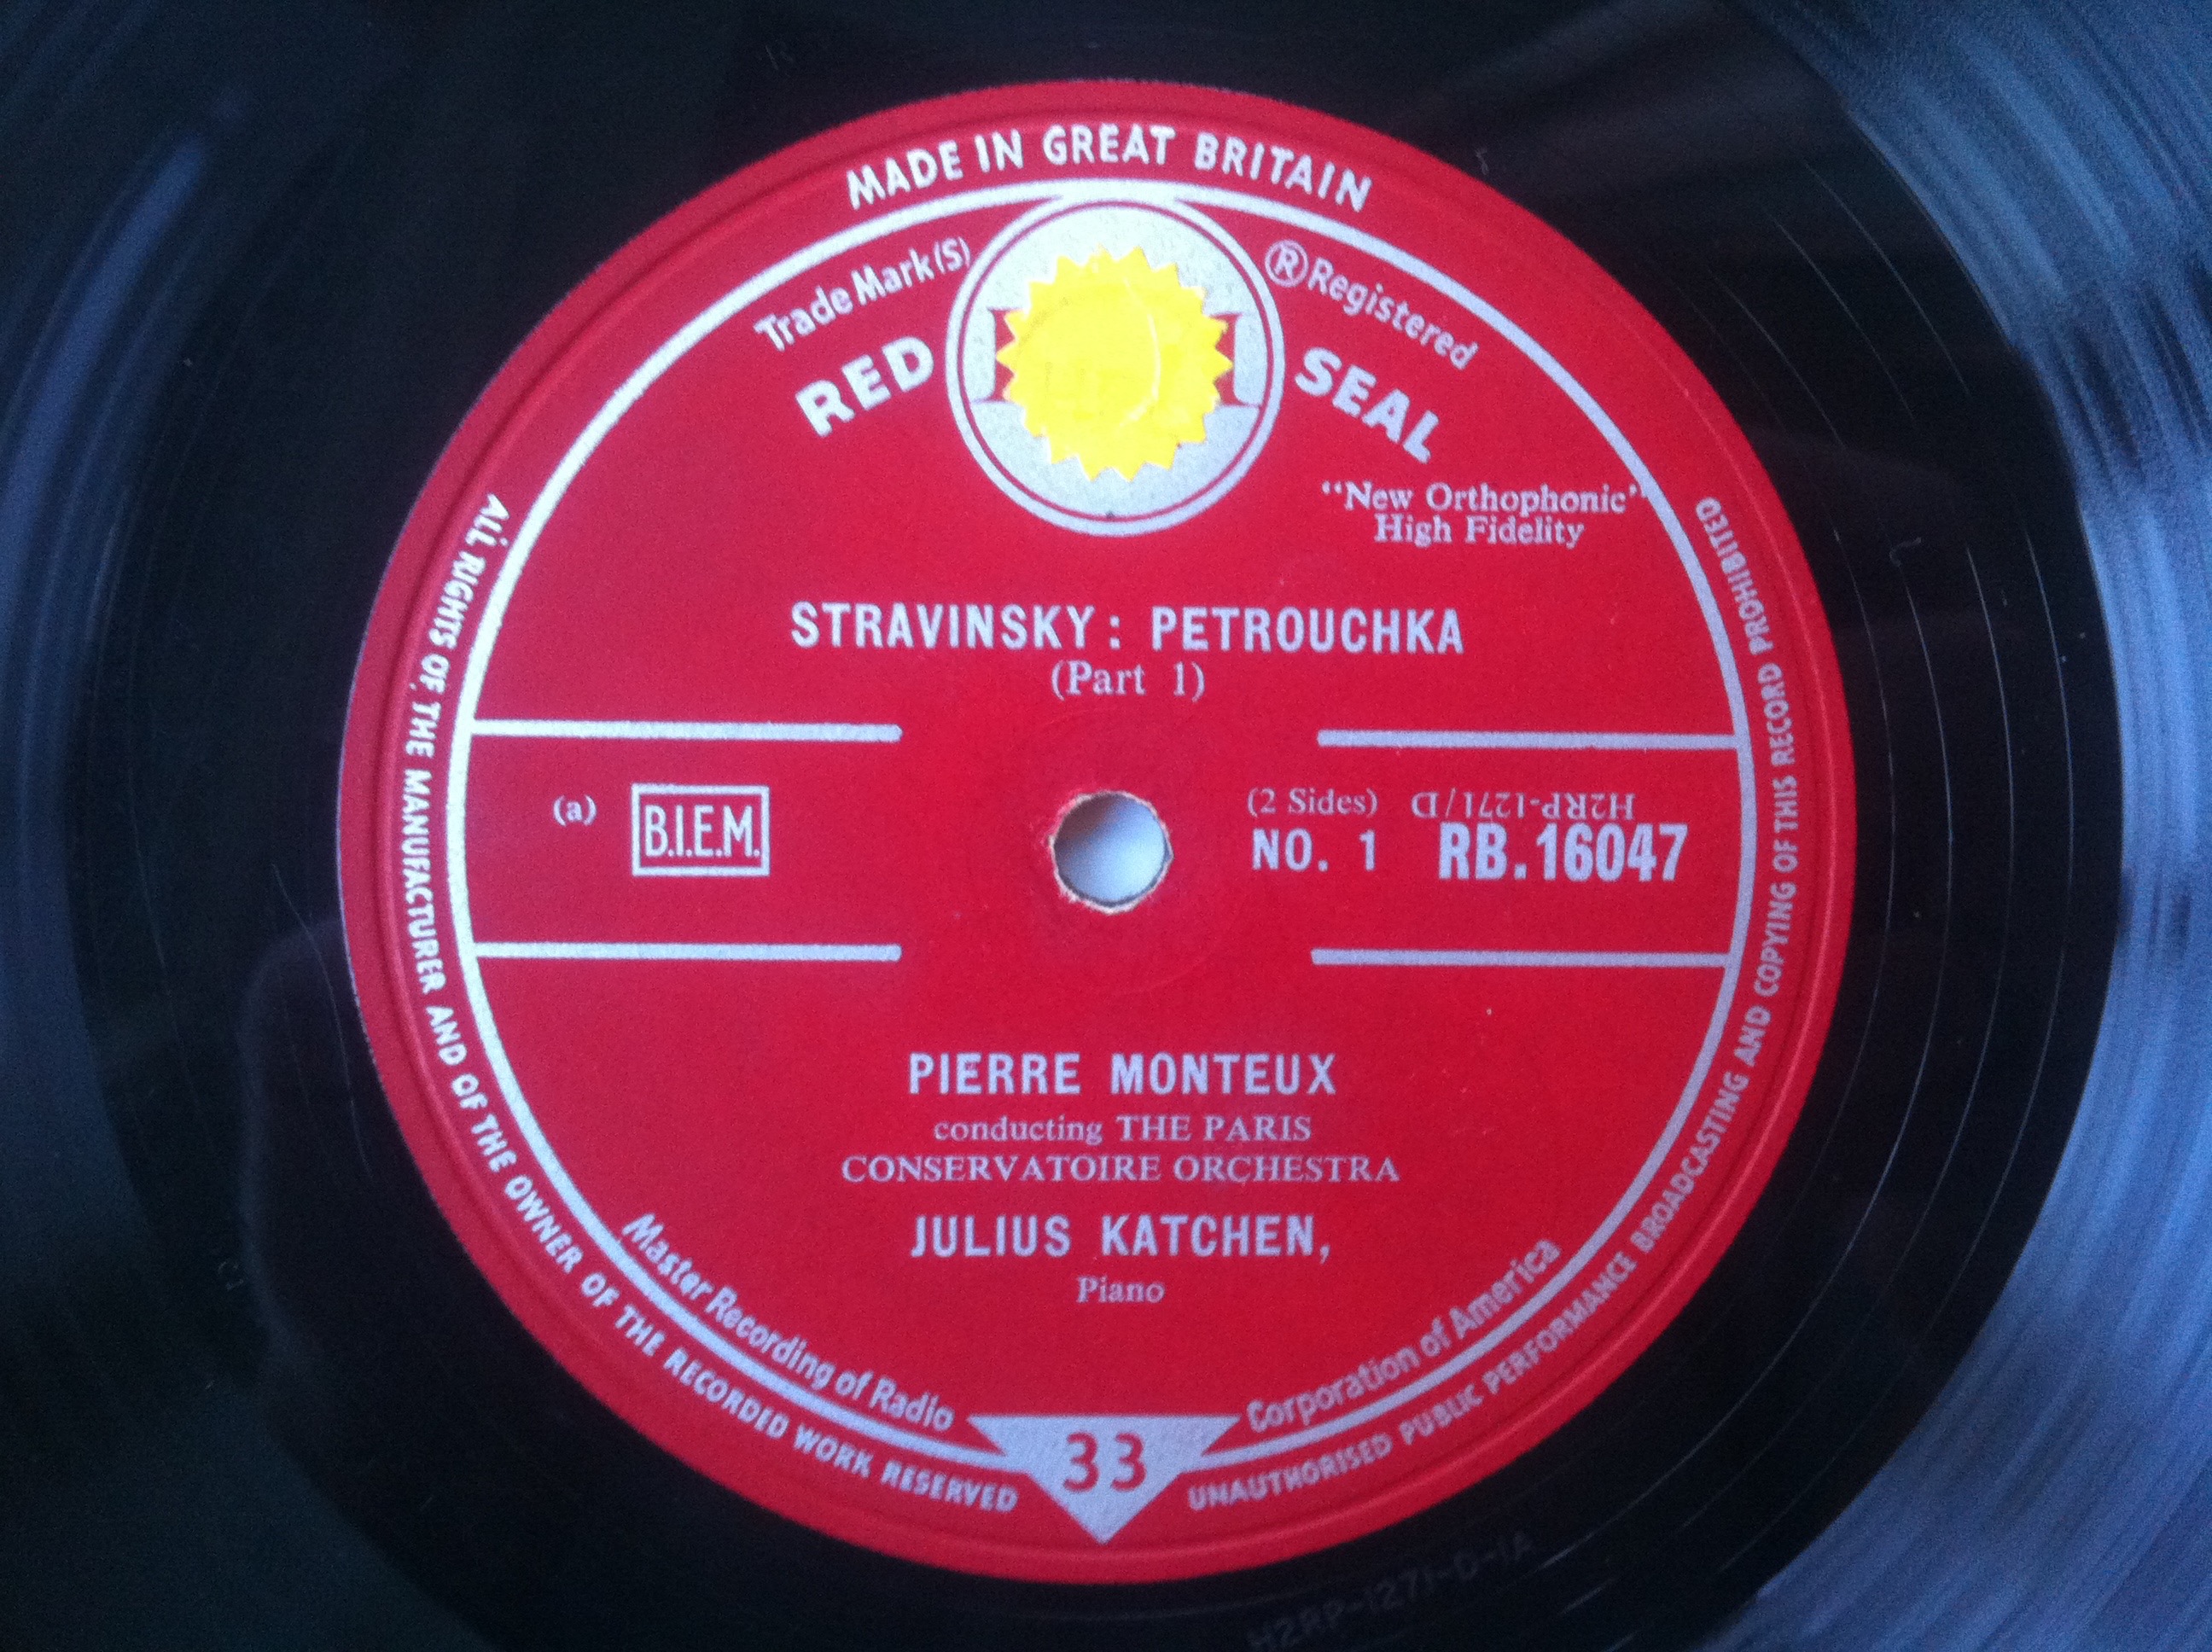 MADE IN GREAT BRITAIN
Trade Mark(S)
® Registered
RED SEAL
"New Orthophonic"
High Fidelity
STRAVINSKY : PETROUCHKA
(Part 1)
(a) B.I.E.M.
(2 Sides) H2RP-1271/D
NO. 1 RB.16047
PIERRE MONTEUX
conducting THE PARIS
CONSERVATOIRE ORCHESTRA
JULIUS KATCHEN,
Piano
Master Recording of Radio Corporation of America
33
ALL RIGHTS OF THE MANUFACTURER AND OF THE OWNER OF THE RECORDED WORK RESERVED
UNAUTHORISED PUBLIC PERFORMANCE BROADCASTING AND COPYING OF THIS RECORD PROHIBITED
H2RP-1271-D-1A